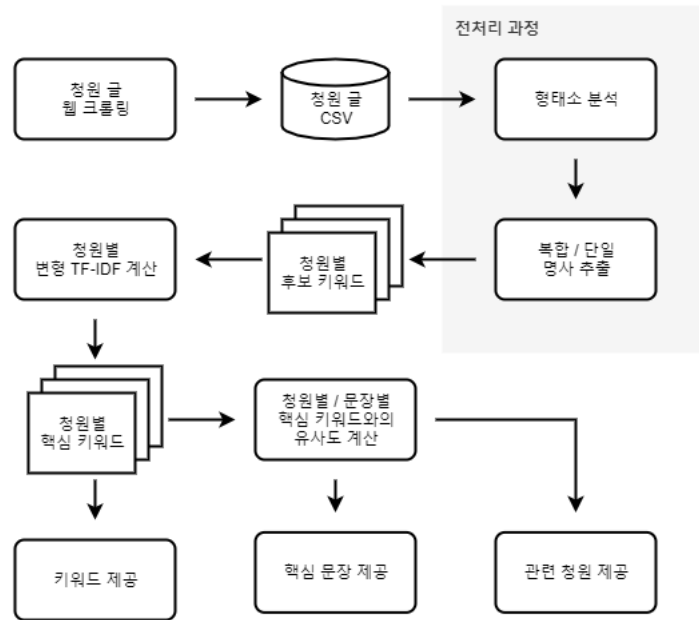 전처리 과정
청원 글
웹 크롤링
청원 글
CSV
형태소 분석
복합 / 단일
명사 추출
청원별
후보 키워드
청원별
변형 TF-IDF 계산
청원별
핵심 키워드
청원별 / 문장별
핵심 키워드와의
유사도 계산
키워드 제공
핵심 문장 제공
관련 청원 제공